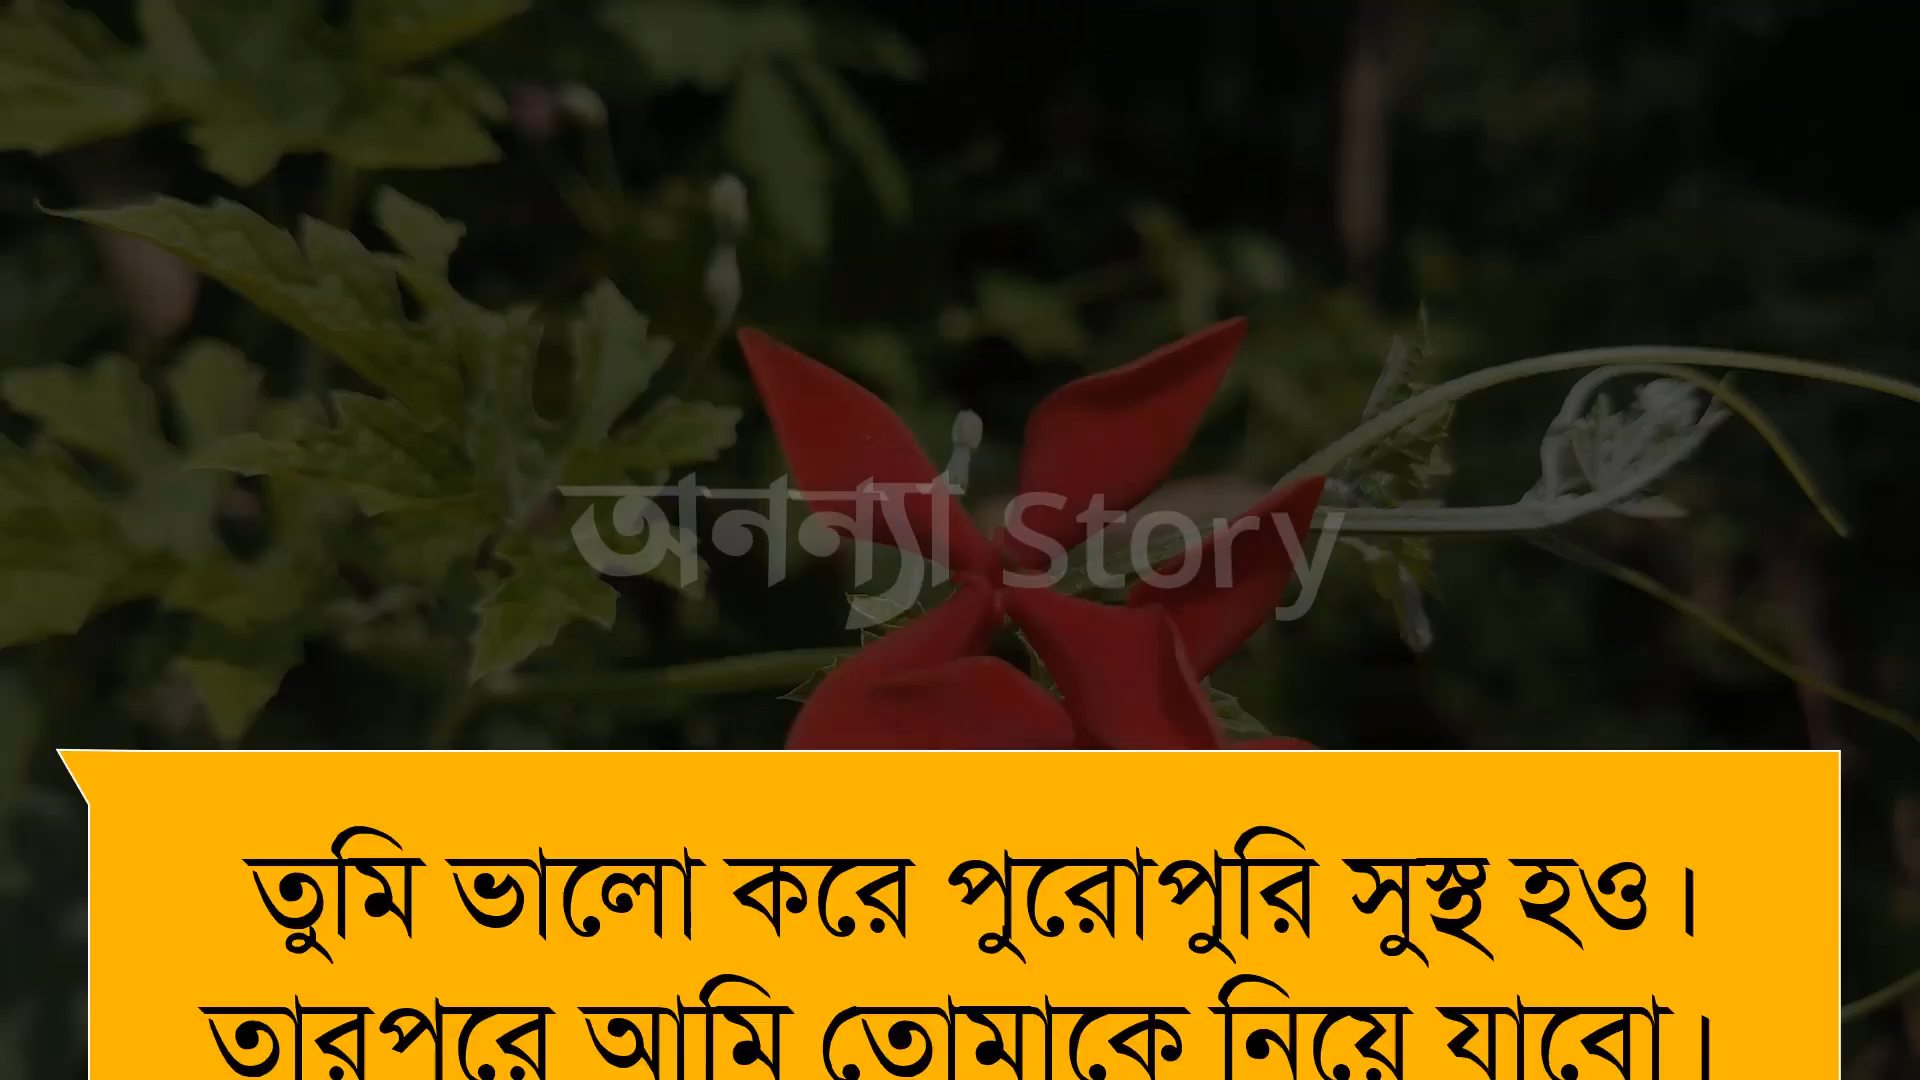 অনন্যা Story
তুমি ভালো করে পুরোপুরি সুস্থ হও।
তারপরে আমি তোমাকে নিয়ে যাবো।